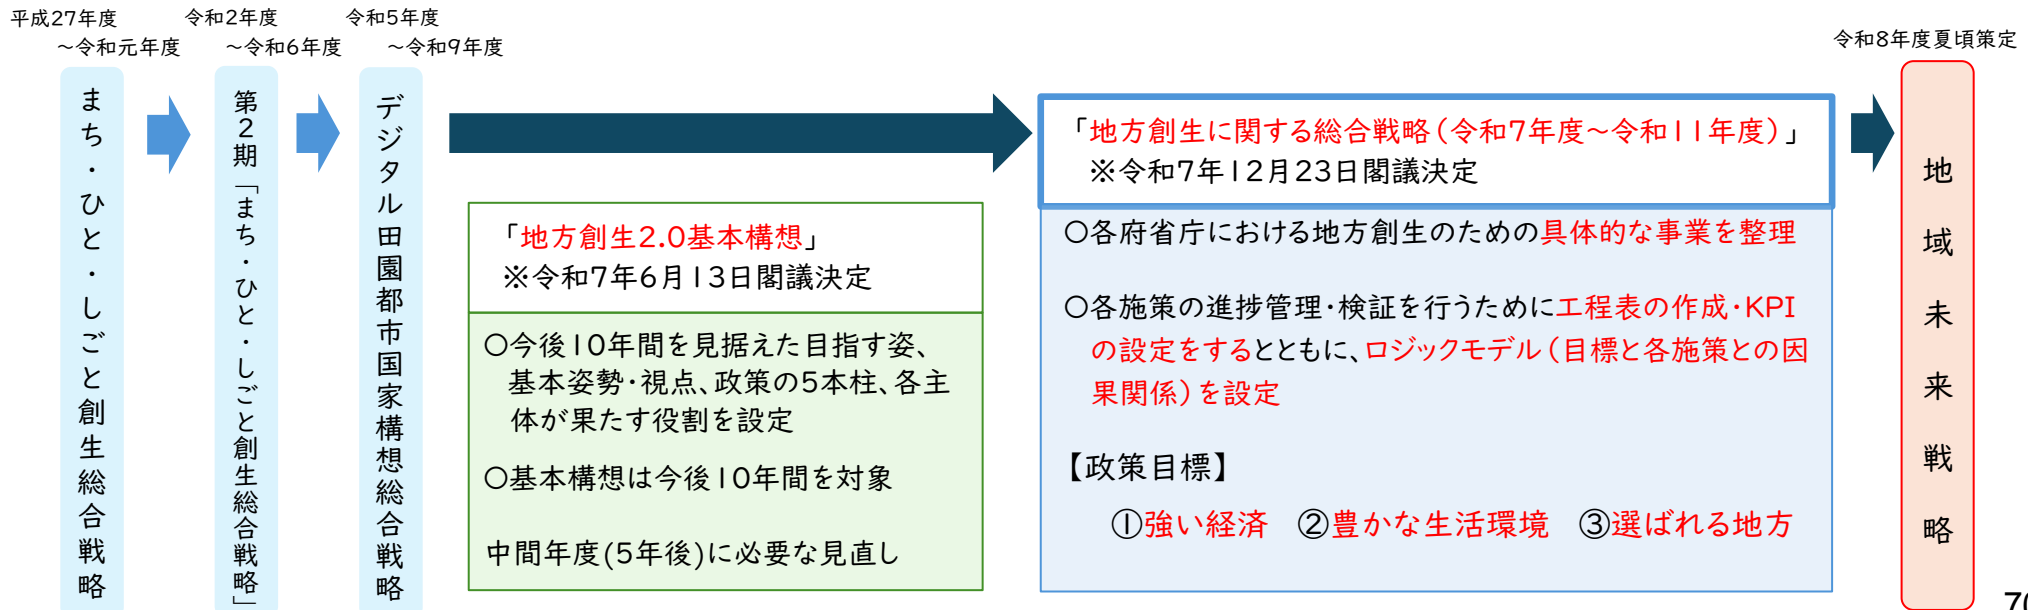 平成27年度
～令和元年度
令和2年度
～令和6年度
令和5年度
～令和9年度
令和8年度夏頃策定
まち・ひと・しごと創生総合戦略
第2期「まち・ひと・しごと創生総合戦略」
デジタル田園都市国家構想総合戦略
「地方創生2.0基本構想」
※令和7年6月13日閣議決定
〇今後10年間を見据えた目指す姿、
基本姿勢・視点、政策の5本柱、各主
体が果たす役割を設定
〇基本構想は今後10年間を対象
中間年度(5年後)に必要な見直し
「地方創生に関する総合戦略（令和7年度～令和11年度）」
※令和7年12月23日閣議決定
〇各府省庁における地方創生のための具体的な事業を整理
〇各施策の進捗管理・検証を行うために工程表の作成・KPI
の設定をするとともに、ロジックモデル（目標と各施策との因
果関係）を設定
【政策目標】
①強い経済　②豊かな生活環境　③選ばれる地方
地域未来戦略